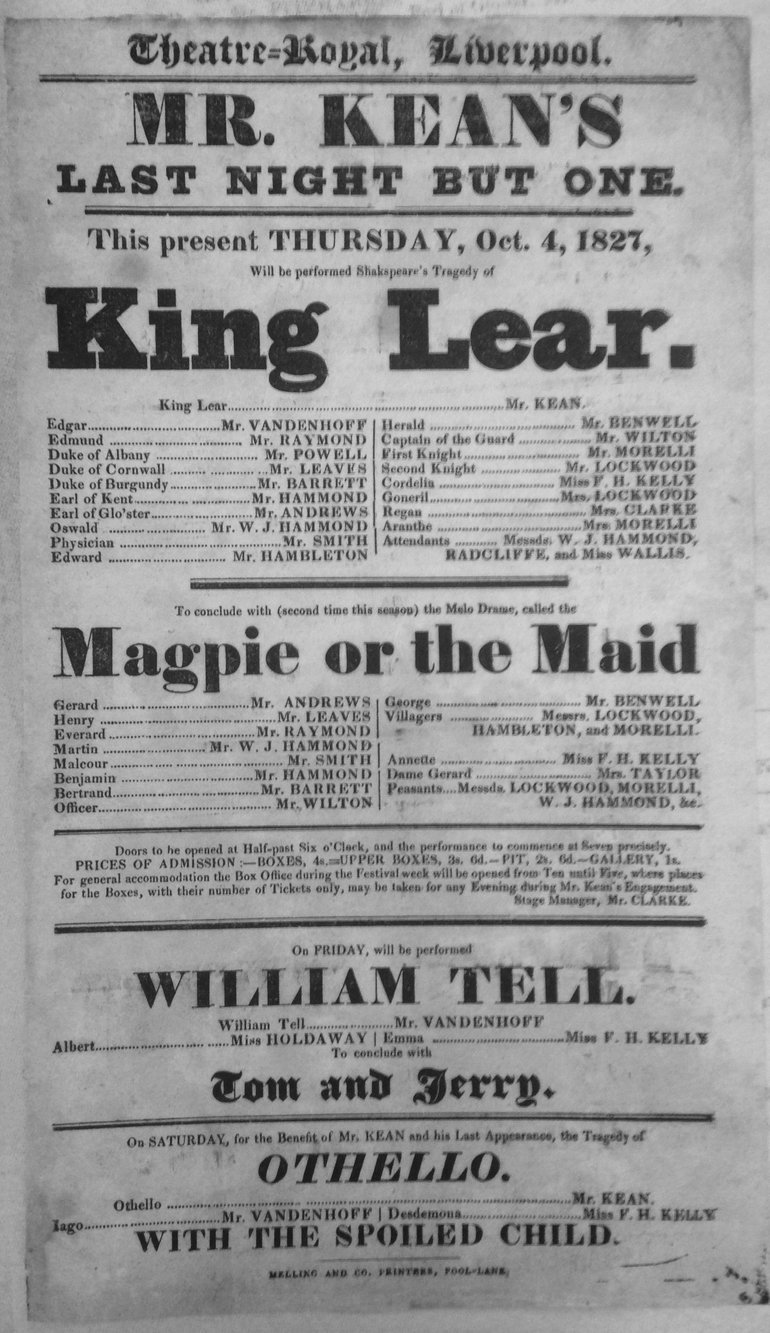 Theatre-Royal, Liverpool.
MR. KEAN'S
LAST NIGHT BUT ONE.
This present THURSDAY, Oct. 4, 1827,
Will be performed Shakspeare's Tragedy of
King Lear.
King Lear..........Mr. KEAN.
Edgar..........Mr. VANDENHOFF
Edmund ..........Mr. RAYMOND
Duke of Albany ..........Mr. POWELL
Duke of Cornwall ..........Mr. LEAVES
Duke of Burgundy..........Mr. BARRETT
Earl of Kent..........Mr. HAMMOND
Earl of Glo'ster..........Mr. ANDREWS
Oswald ..........Mr. W. J. HAMMOND
Physician ..........Mr. SMITH
Edward ..........Mr. HAMBLETON
Herald ..........Mr. BENWELL
Captain of the Guard ..........Mr. WILTON
First Knight..........Mr. MORELLI
Second Knight ..........Mr. LOCKWOOD
Cordelia ..........Miss F. H. KELLY
Goneril..........Mrs. LOCKWOOD
Regan ..........Mrs. CLARKE
Aranthe ..........Mrs. MORELLI
Attendants ..........Messds. W. J. HAMMOND,
RADCLIFFE, and Miss WALLIS.
To conclude with (second time this season) the Melo Drame, called the
Magpie or the Maid
Gerard ..........Mr. ANDREWS
Henry ..........Mr. LEAVES
Everard..........Mr. RAYMOND
Martin ..........Mr. W. J. HAMMOND
Malcour..........Mr. SMITH
Benjamin ..........Mr. HAMMOND
Bertrand..........Mr. BARRETT
Officer..........Mr. WILTON
George ..........Mr. BENWELL
Villagers ..........Messrs. LOCKWOOD,
HAMBLETON, and MORELLI.
Annette ..........Miss F. H. KELLY
Dame Gerard ..........Mrs. TAYLOR
Peasants....Messds. LOCKWOOD, MORELLI,
W. J. HAMMOND, &c.
Doors to be opened at Half-past Six o'Clock, and the performance to commence at Seven precisely.
PRICES OF ADMISSION :—BOXES, 4s.—UPPER BOXES, 3s. 6d.—PIT, 2s. 6d.—GALLERY, 1s.
For general accommodation the Box Office during the Festival week will be opened from Ten until Five, where places
for the Boxes, with their number of Tickets only, may be taken for any Evening during Mr. Kean's Engagement.
Stage Manager, Mr. CLARKE.
On FRIDAY, will be performed
WILLIAM TELL.
William Tell..........Mr. VANDENHOFF
Albert..........Miss HOLDAWAY | Emma ..........Miss F. H. KELLY
To conclude with
Tom and Jerry.
On SATURDAY, for the Benefit of Mr. KEAN and his Last Appearance, the Tragedy of
OTHELLO.
Othello ..........Mr. KEAN.
Iago..........Mr. VANDENHOFF | Desdemona..........Miss F. H. KELLY
WITH THE SPOILED CHILD.
MELLING AND CO. PRINTERS, POOL-LANE.